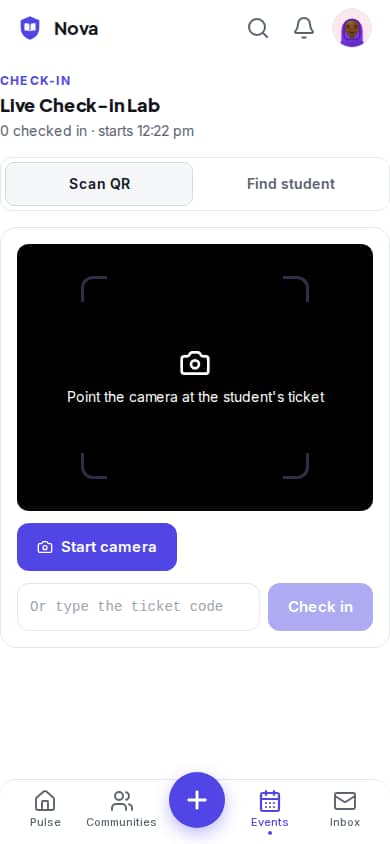 Nova
CHECK-IN
Live Check-in Lab
0 checked in · starts 12:22 pm
Scan QR
Find student
Point the camera at the student's ticket
Start camera
Or type the ticket code
Check in
Pulse
Communities
Events
Inbox